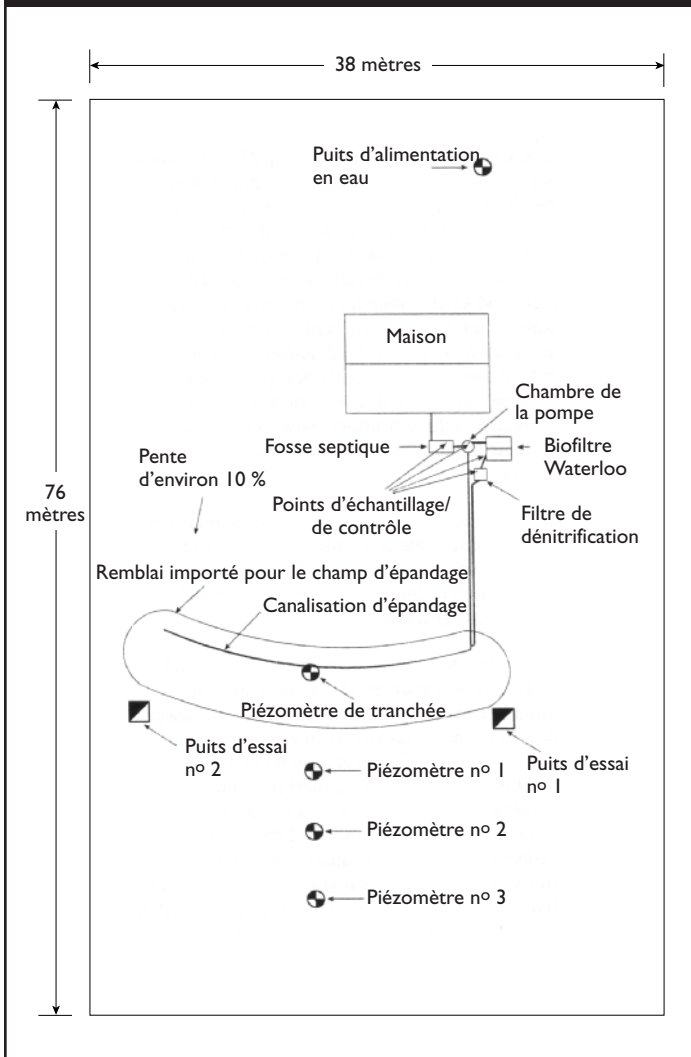 38 mètres
Puits d'alimentation
en eau
Maison
Chambre de
la pompe
Fosse septique
Biofiltre
Waterloo
Pente
d'environ 10 %
76
mètres
Points d'échantillage/
de contrôle
Filtre de
dénitrification
Remblai importé pour le champ d'épandage
Canalisation d'épandage
Piézomètre de tranchée
Puits d'essai
nº 2
Puits d'essai
nº 1
Piézomètre nº 1
Piézomètre nº 2
Piézomètre nº 3